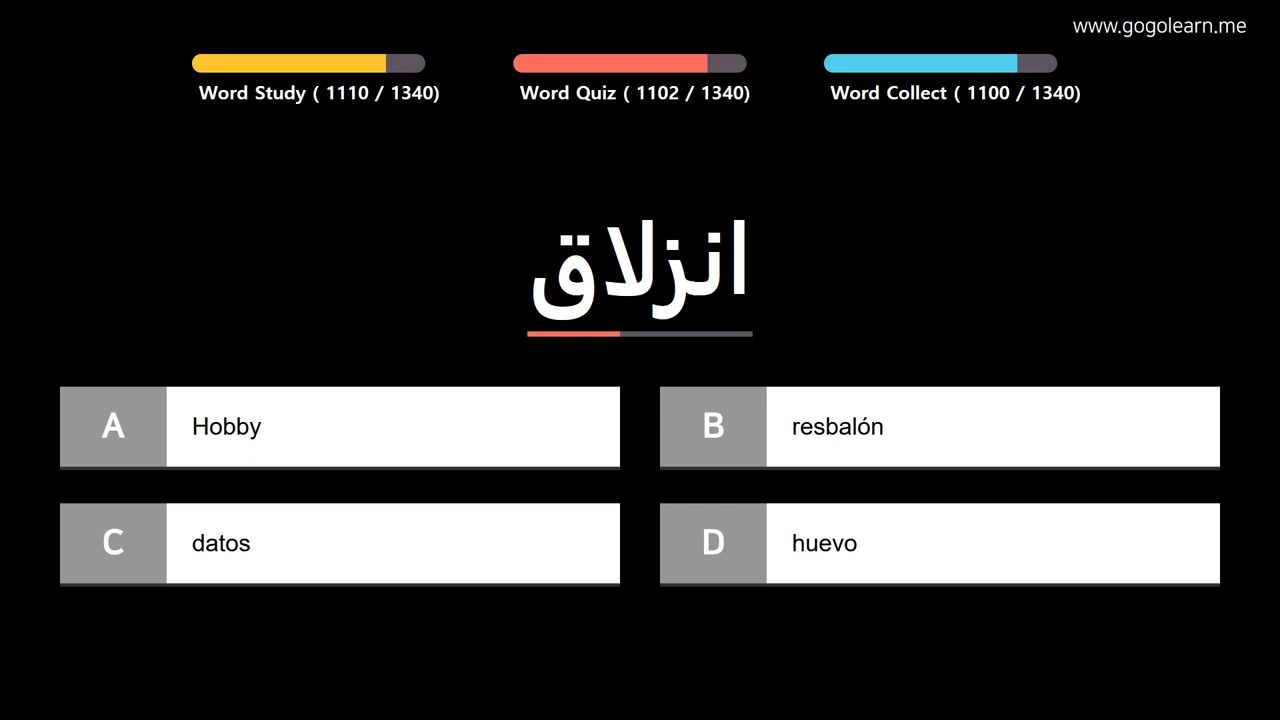 www.gogolearn.me
Word Study ( 1110 / 1340)
Word Quiz ( 1102 / 1340)
Word Collect ( 1100 / 1340)
انزلاق
A Hobby
B resbalón
C datos
D huevo